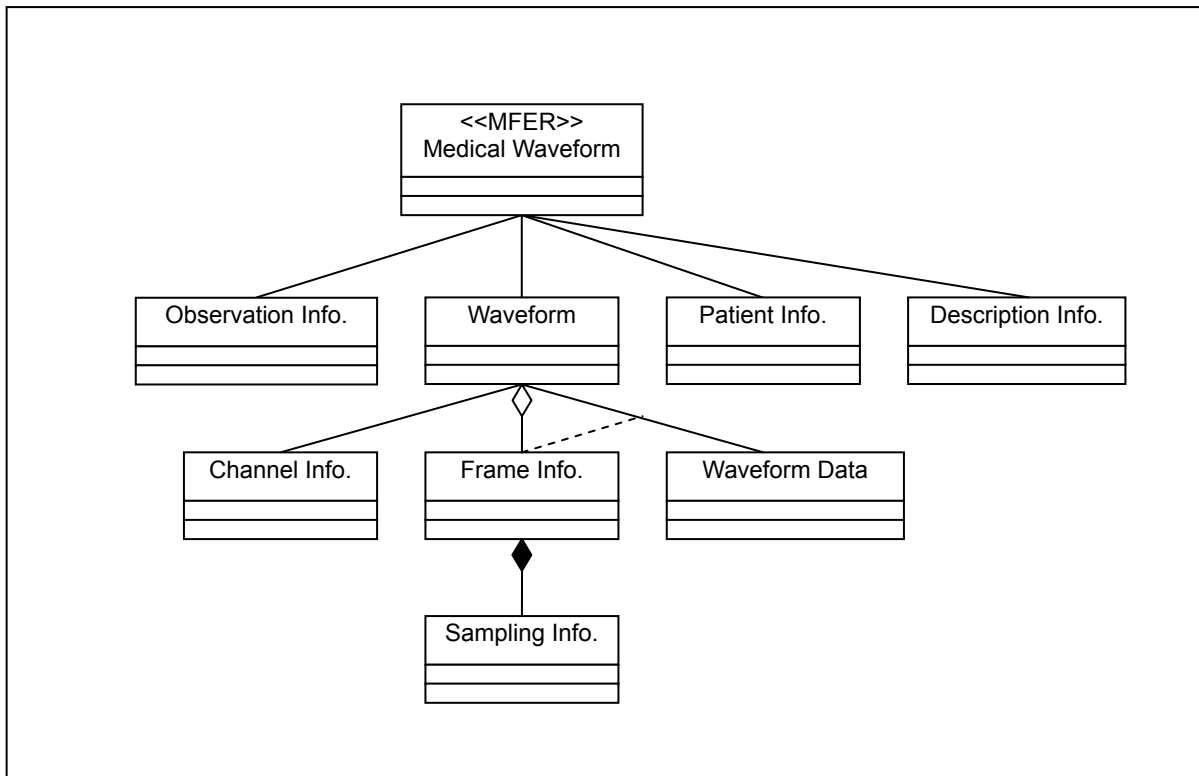 <<MFER>>
Medical Waveform
Observation Info.
Waveform
Patient Info.
Description Info.
Channel Info.
Frame Info.
Waveform Data
Sampling Info.